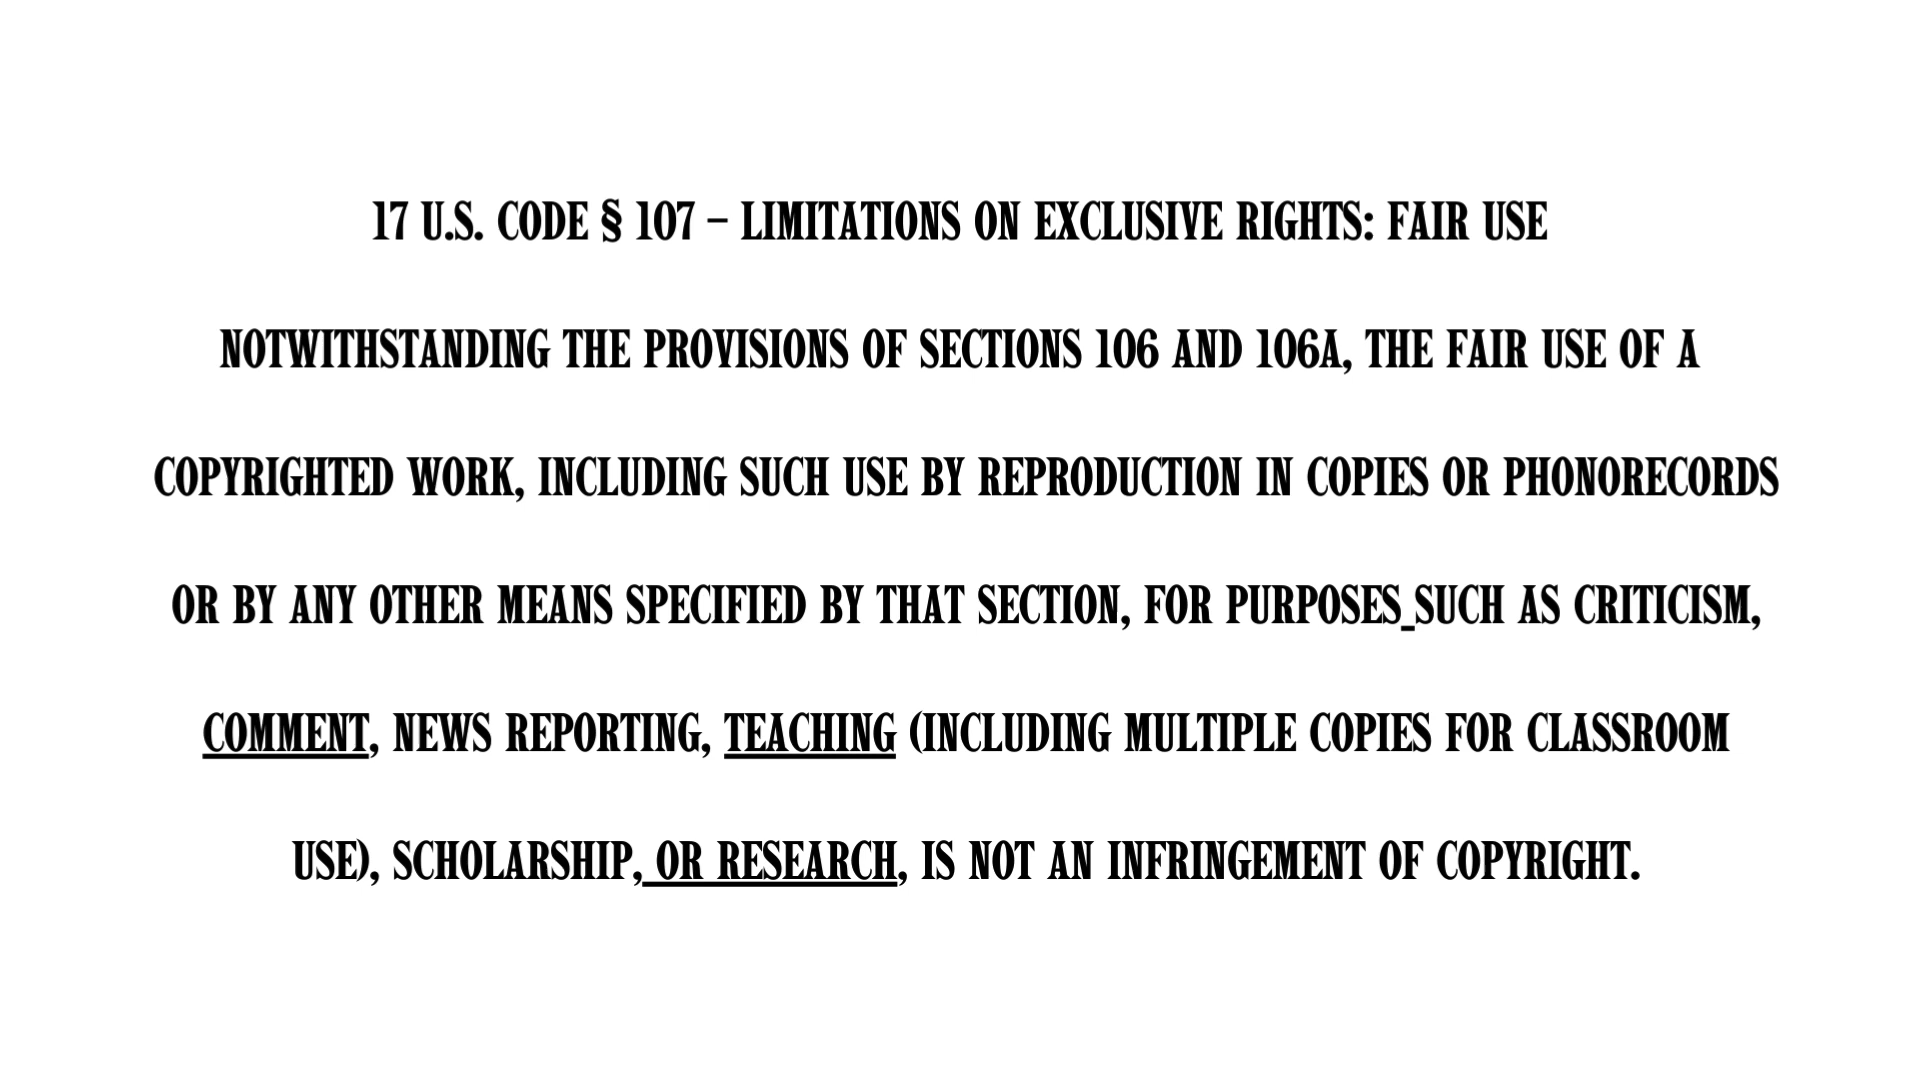 17 U.S. CODE § 107 – LIMITATIONS ON EXCLUSIVE RIGHTS: FAIR USE
NOTWITHSTANDING THE PROVISIONS OF SECTIONS 106 AND 106A, THE FAIR USE OF A
COPYRIGHTED WORK, INCLUDING SUCH USE BY REPRODUCTION IN COPIES OR PHONORECORDS
OR BY ANY OTHER MEANS SPECIFIED BY THAT SECTION, FOR PURPOSES SUCH AS CRITICISM,
COMMENT, NEWS REPORTING, TEACHING (INCLUDING MULTIPLE COPIES FOR CLASSROOM
USE), SCHOLARSHIP, OR RESEARCH, IS NOT AN INFRINGEMENT OF COPYRIGHT.